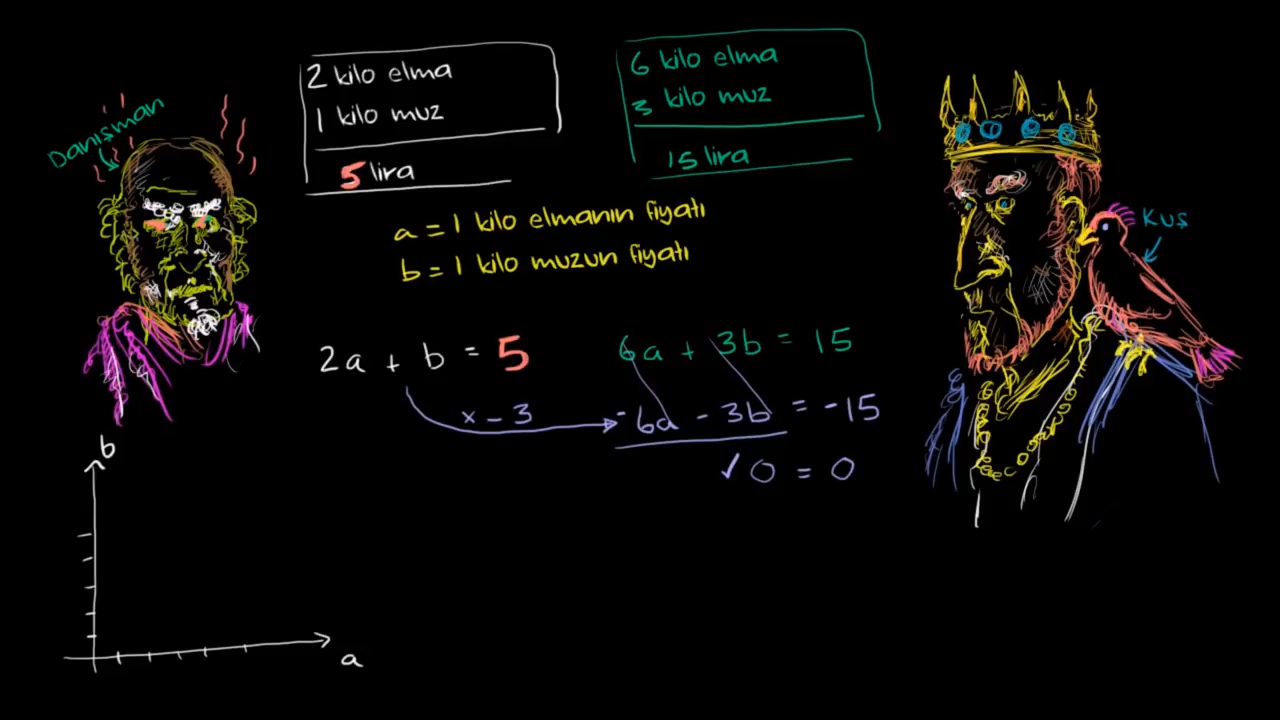 Danışman
2 kilo elma
1 kilo muz
5 lira
6 kilo elma
3 kilo muz
15 lira
a = 1 kilo elmanın fiyatı
b = 1 kilo muzun fiyatı
Kuş
2a + b = 5
6a + 3b = 15
x - 3
-6a - 3b = -15
✓ 0 = 0
b
a